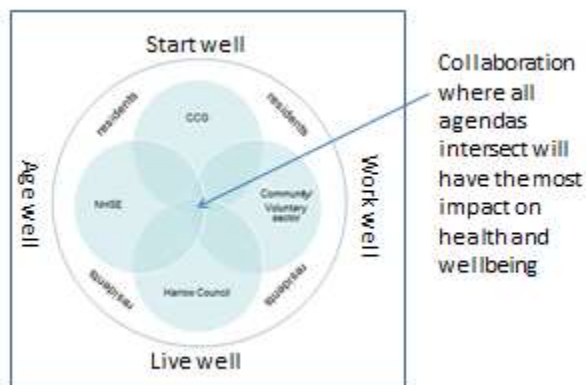 Start well
residents
residents
CCG
Age well
NHSE
Community/
Voluntary
sector
Work well
residents
residents
Harrow Council
Live well
Collaboration
where all
agendas
intersect will
have the most
impact on
health and
wellbeing